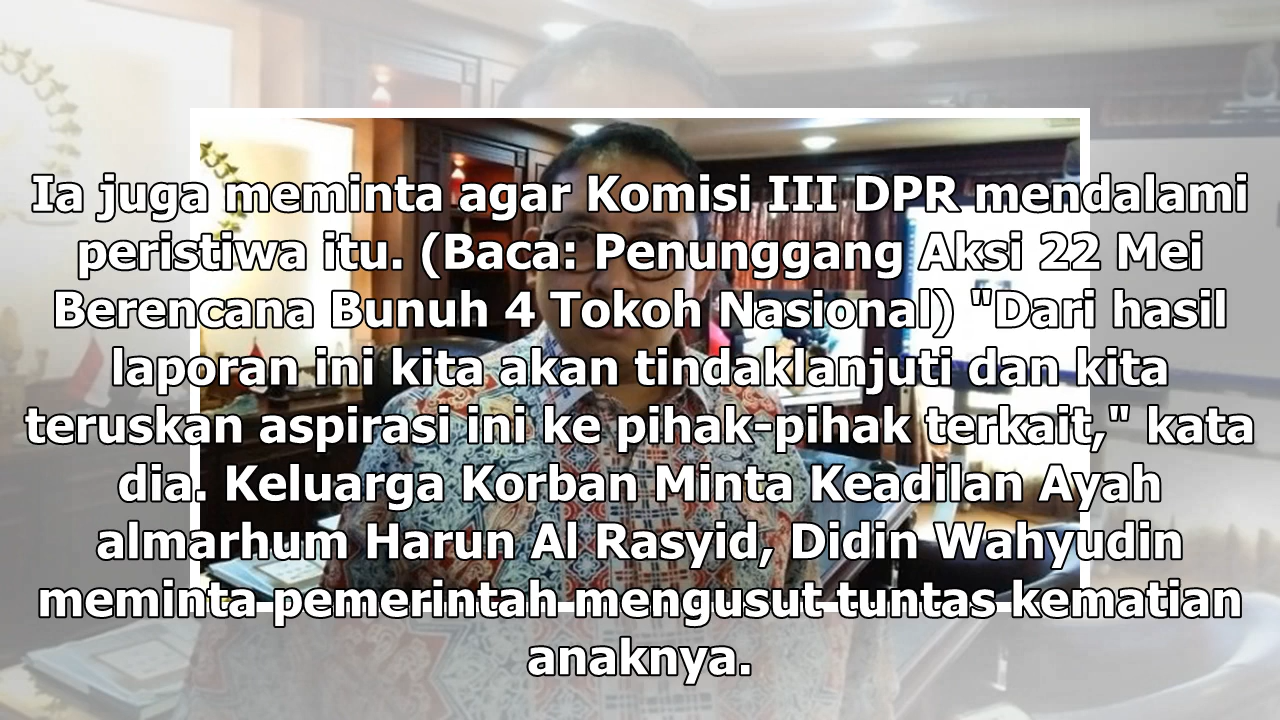 Ia juga meminta agar Komisi III DPR mendalami
peristiwa itu. (Baca: Penunggang Aksi 22 Mei
Berencana Bunuh 4 Tokoh Nasional) "Dari hasil
laporan ini kita akan tindaklanjuti dan kita
teruskan aspirasi ini ke pihak-pihak terkait," kata
dia. Keluarga Korban Minta Keadilan Ayah
almarhum Harun Al Rasyid, Didin Wahyudin
meminta pemerintah mengusut tuntas kematian
anaknya.